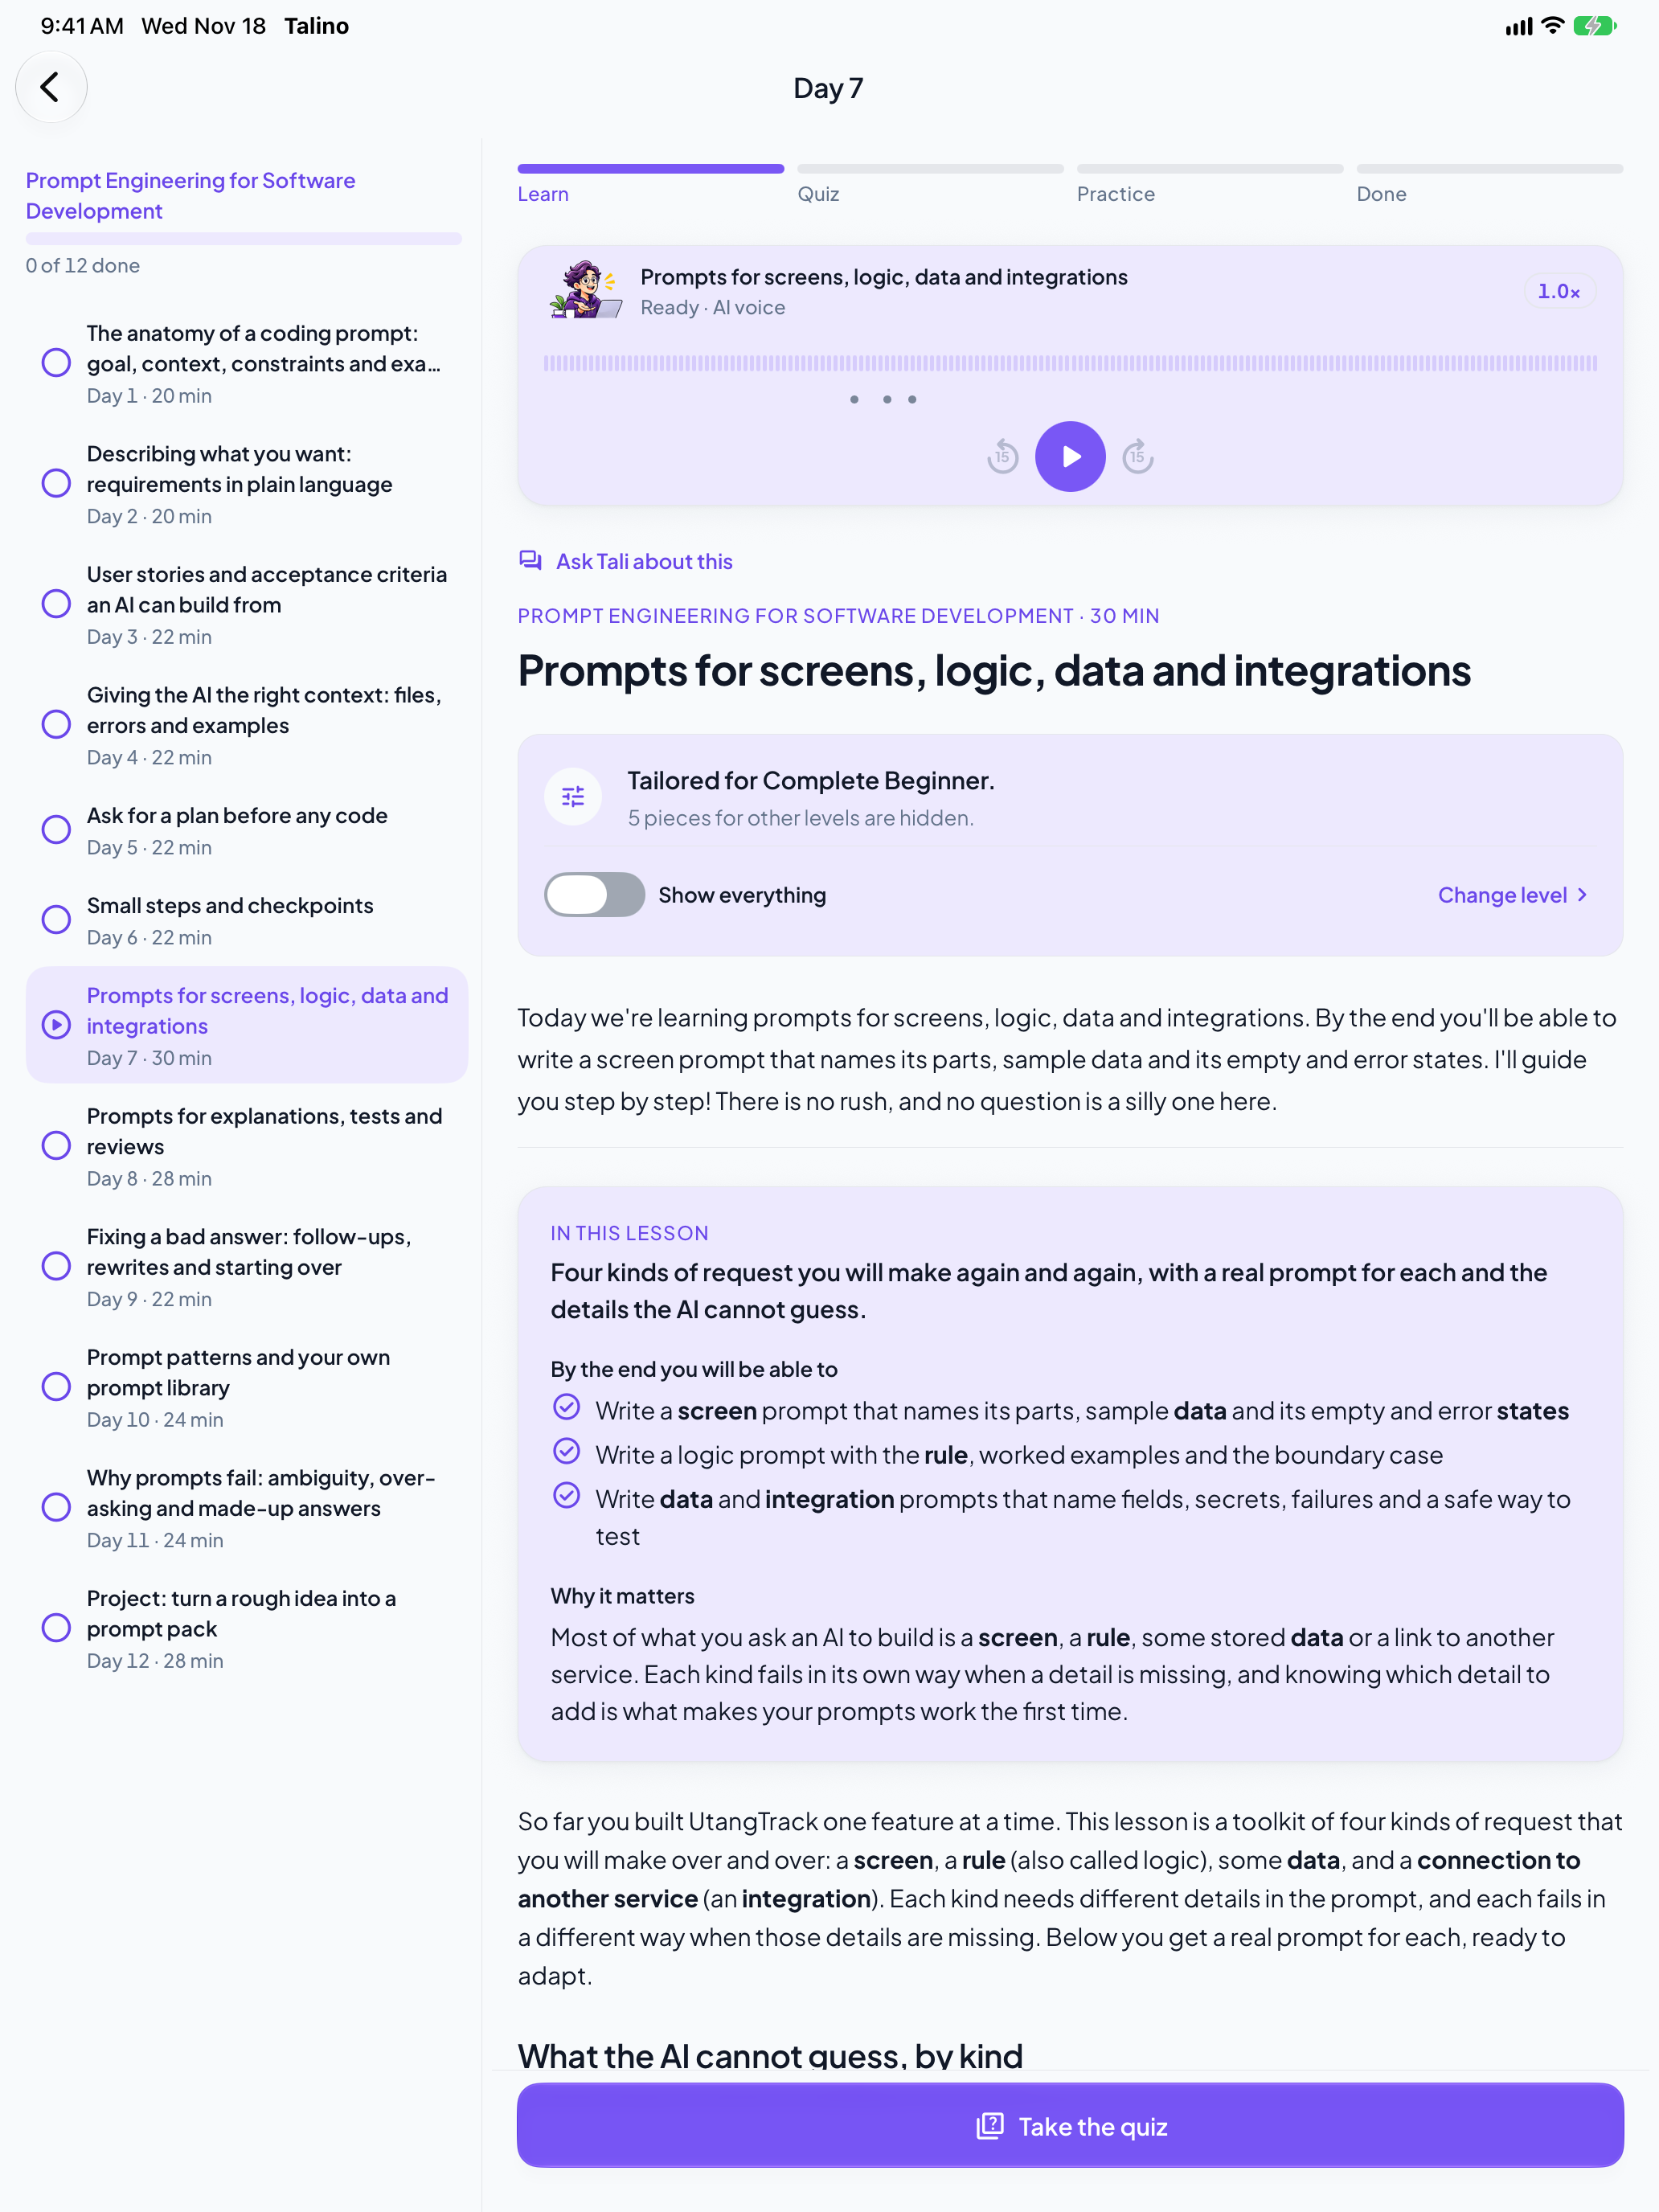 9:41 AM Wed Nov 18 Talino
Day 7
Prompt Engineering for Software
Development
0 of 12 done
The anatomy of a coding prompt:
goal, context, constraints and exa...
Day 1 · 20 min
Describing what you want:
requirements in plain language
Day 2 · 20 min
User stories and acceptance criteria
an AI can build from
Day 3 · 22 min
Giving the AI the right context: files,
errors and examples
Day 4 · 22 min
Ask for a plan before any code
Day 5 · 22 min
Small steps and checkpoints
Day 6 · 22 min
Prompts for screens, logic, data and
integrations
Day 7 · 30 min
Prompts for explanations, tests and
reviews
Day 8 · 28 min
Fixing a bad answer: follow-ups,
rewrites and starting over
Day 9 · 22 min
Prompt patterns and your own
prompt library
Day 10 · 24 min
Why prompts fail: ambiguity, over-
asking and made-up answers
Day 11 · 24 min
Project: turn a rough idea into a
prompt pack
Day 12 · 28 min
Learn
Quiz
Practice
Done
Prompts for screens, logic, data and integrations
Ready · AI voice
1.0×
15
15
Ask Tali about this
PROMPT ENGINEERING FOR SOFTWARE DEVELOPMENT · 30 MIN
Prompts for screens, logic, data and integrations
Tailored for Complete Beginner.
5 pieces for other levels are hidden.
Show everything
Change level
Today we're learning prompts for screens, logic, data and integrations. By the end you'll be able to
write a screen prompt that names its parts, sample data and its empty and error states. I'll guide
you step by step! There is no rush, and no question is a silly one here.
IN THIS LESSON
Four kinds of request you will make again and again, with a real prompt for each and the
details the AI cannot guess.
By the end you will be able to
Write a screen prompt that names its parts, sample data and its empty and error states
Write a logic prompt with the rule, worked examples and the boundary case
Write data and integration prompts that name fields, secrets, failures and a safe way to
test
Why it matters
Most of what you ask an AI to build is a screen, a rule, some stored data or a link to another
service. Each kind fails in its own way when a detail is missing, and knowing which detail to
add is what makes your prompts work the first time.
So far you built UtangTrack one feature at a time. This lesson is a toolkit of four kinds of request that
you will make over and over: a screen, a rule (also called logic), some data, and a connection to
another service (an integration). Each kind needs different details in the prompt, and each fails in
a different way when those details are missing. Below you get a real prompt for each, ready to
adapt.
What the AI cannot guess, by kind
Take the quiz